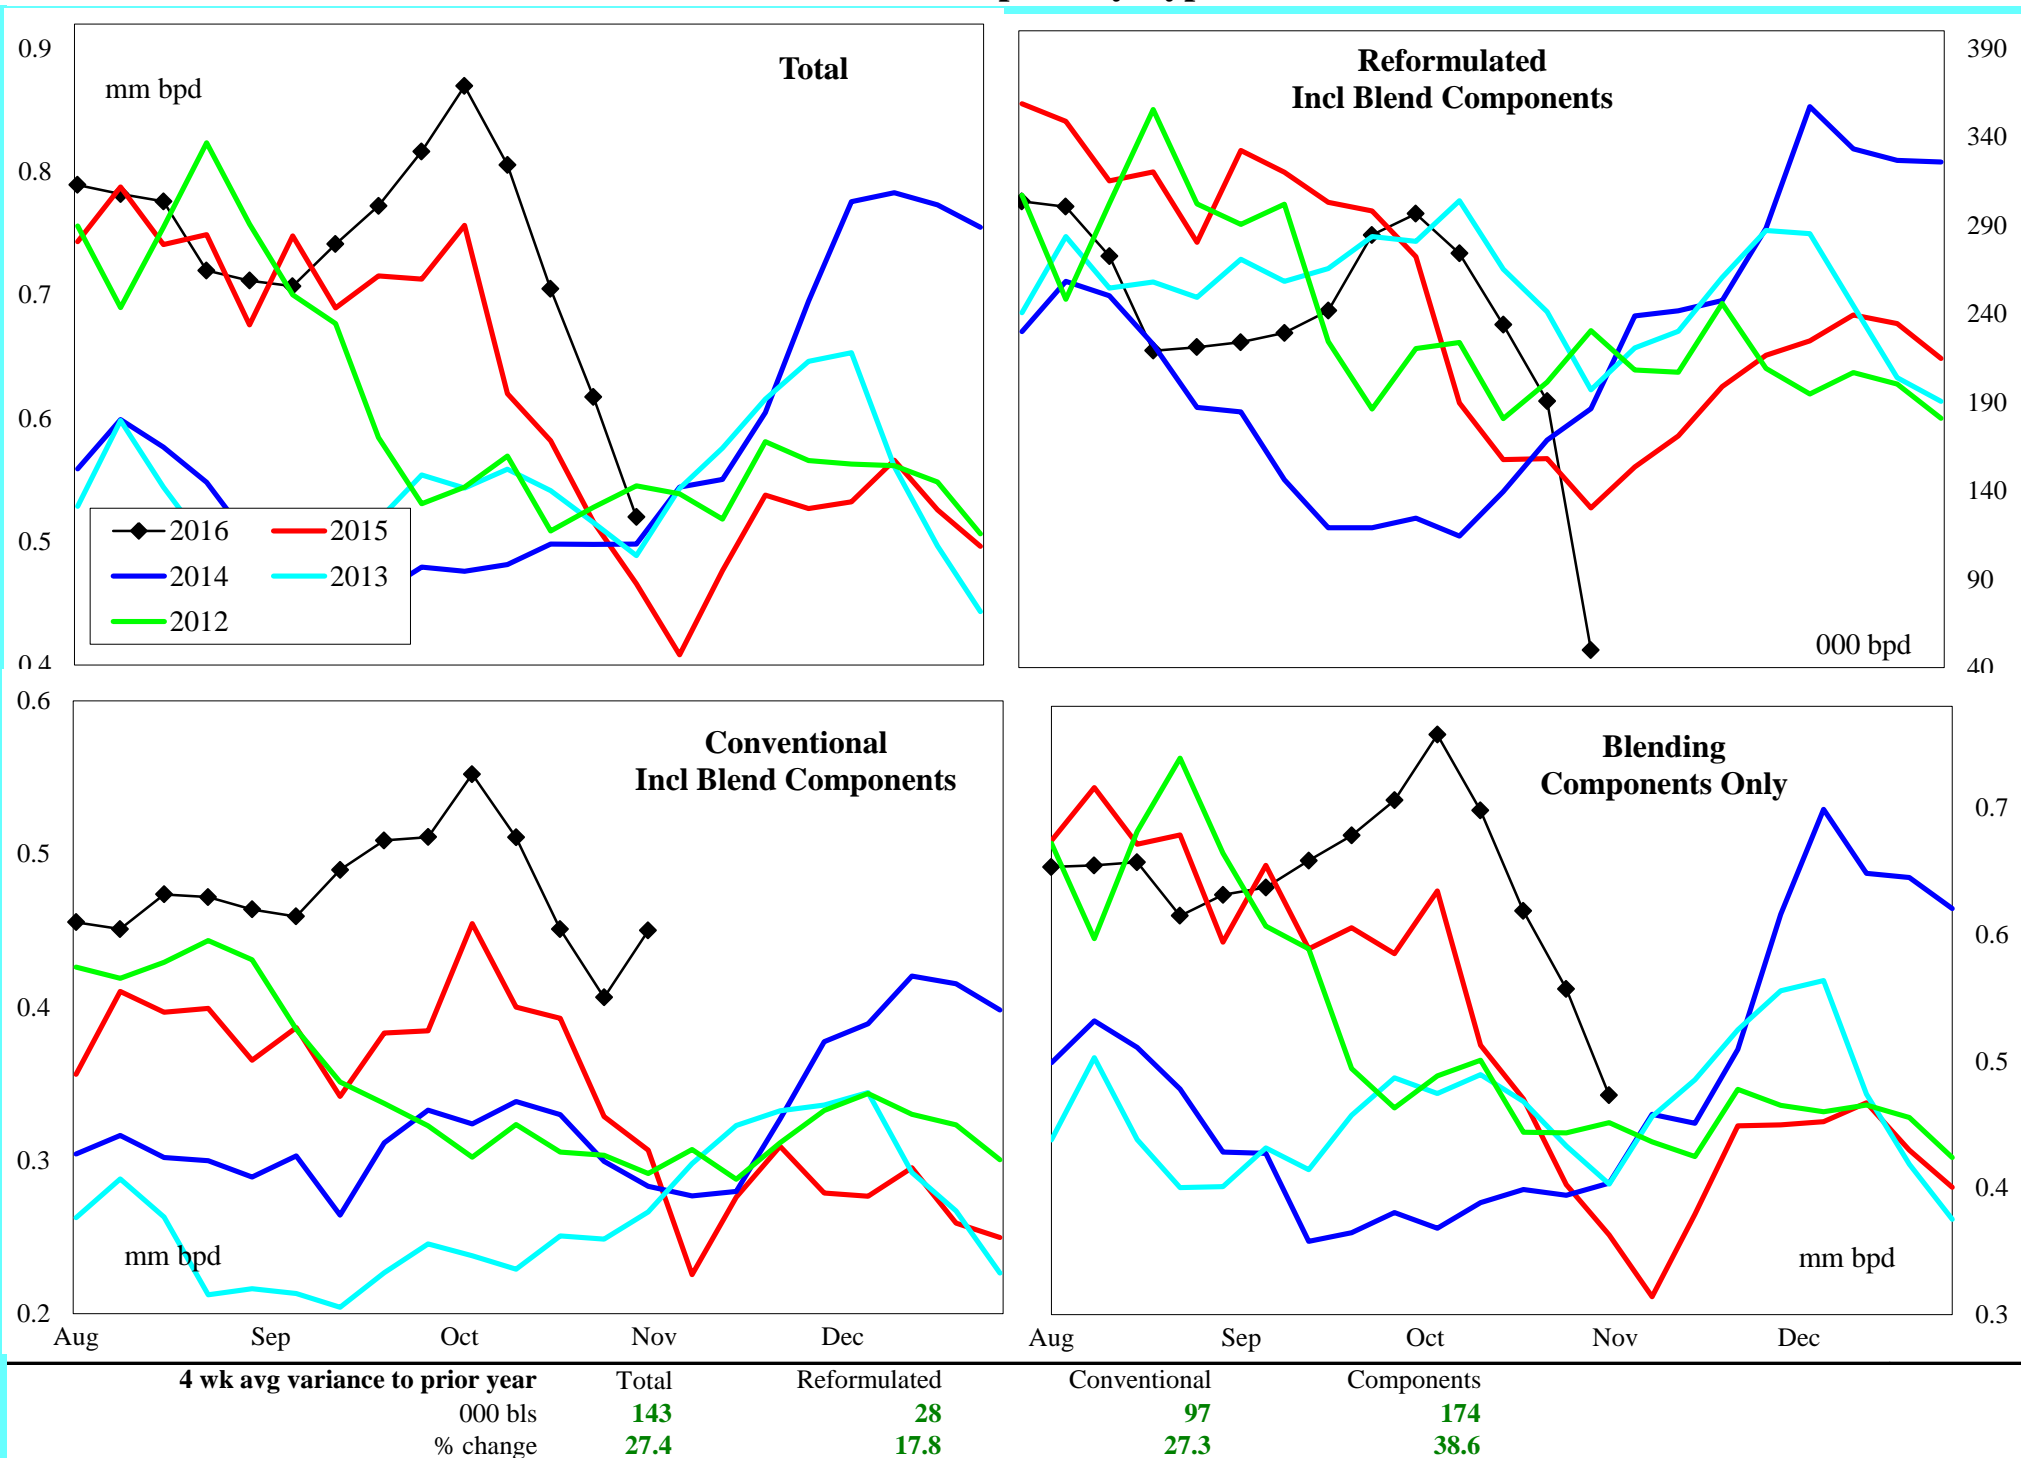 0.9
0.8
0.7
0.6
0.5
0.4
mm bpd
Total
2016
2015
2014
2013
2012
Reformulated
Incl Blend Components
390
340
290
240
190
140
90
40
000 bpd
0.6
0.5
0.4
0.3
0.2
Conventional
Incl Blend Components
mm bpd
Aug Sep Oct Nov Dec
Blending
Components Only
0.7
0.6
0.5
0.4
0.3
mm bpd
Aug Sep Oct Nov Dec
4 wk avg variance to prior year Total Reformulated Conventional Components
000 bls 143 28 97 174
% change 27.4 17.8 27.3 38.6